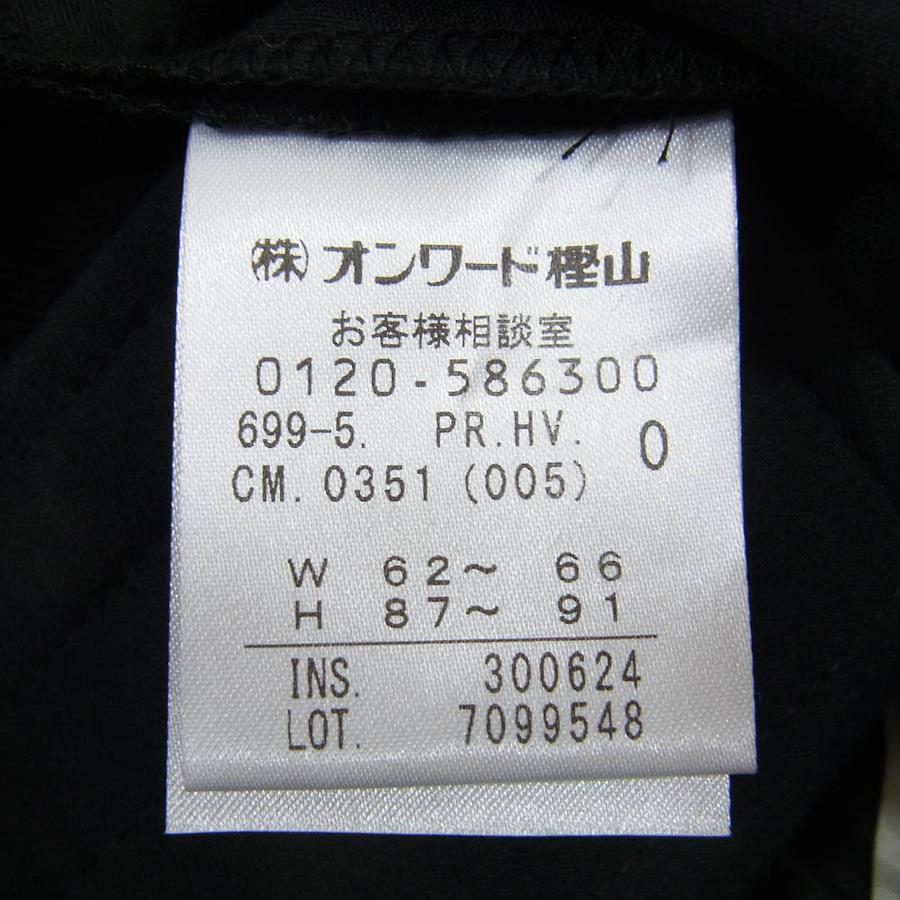 ㈱オンワード樫山
お客様相談室
0120-586300
699-5. PR.HV. 0
CM. 0351 (005)
W 62～ 66
H 87～ 91
INS. 300624
LOT. 7099548